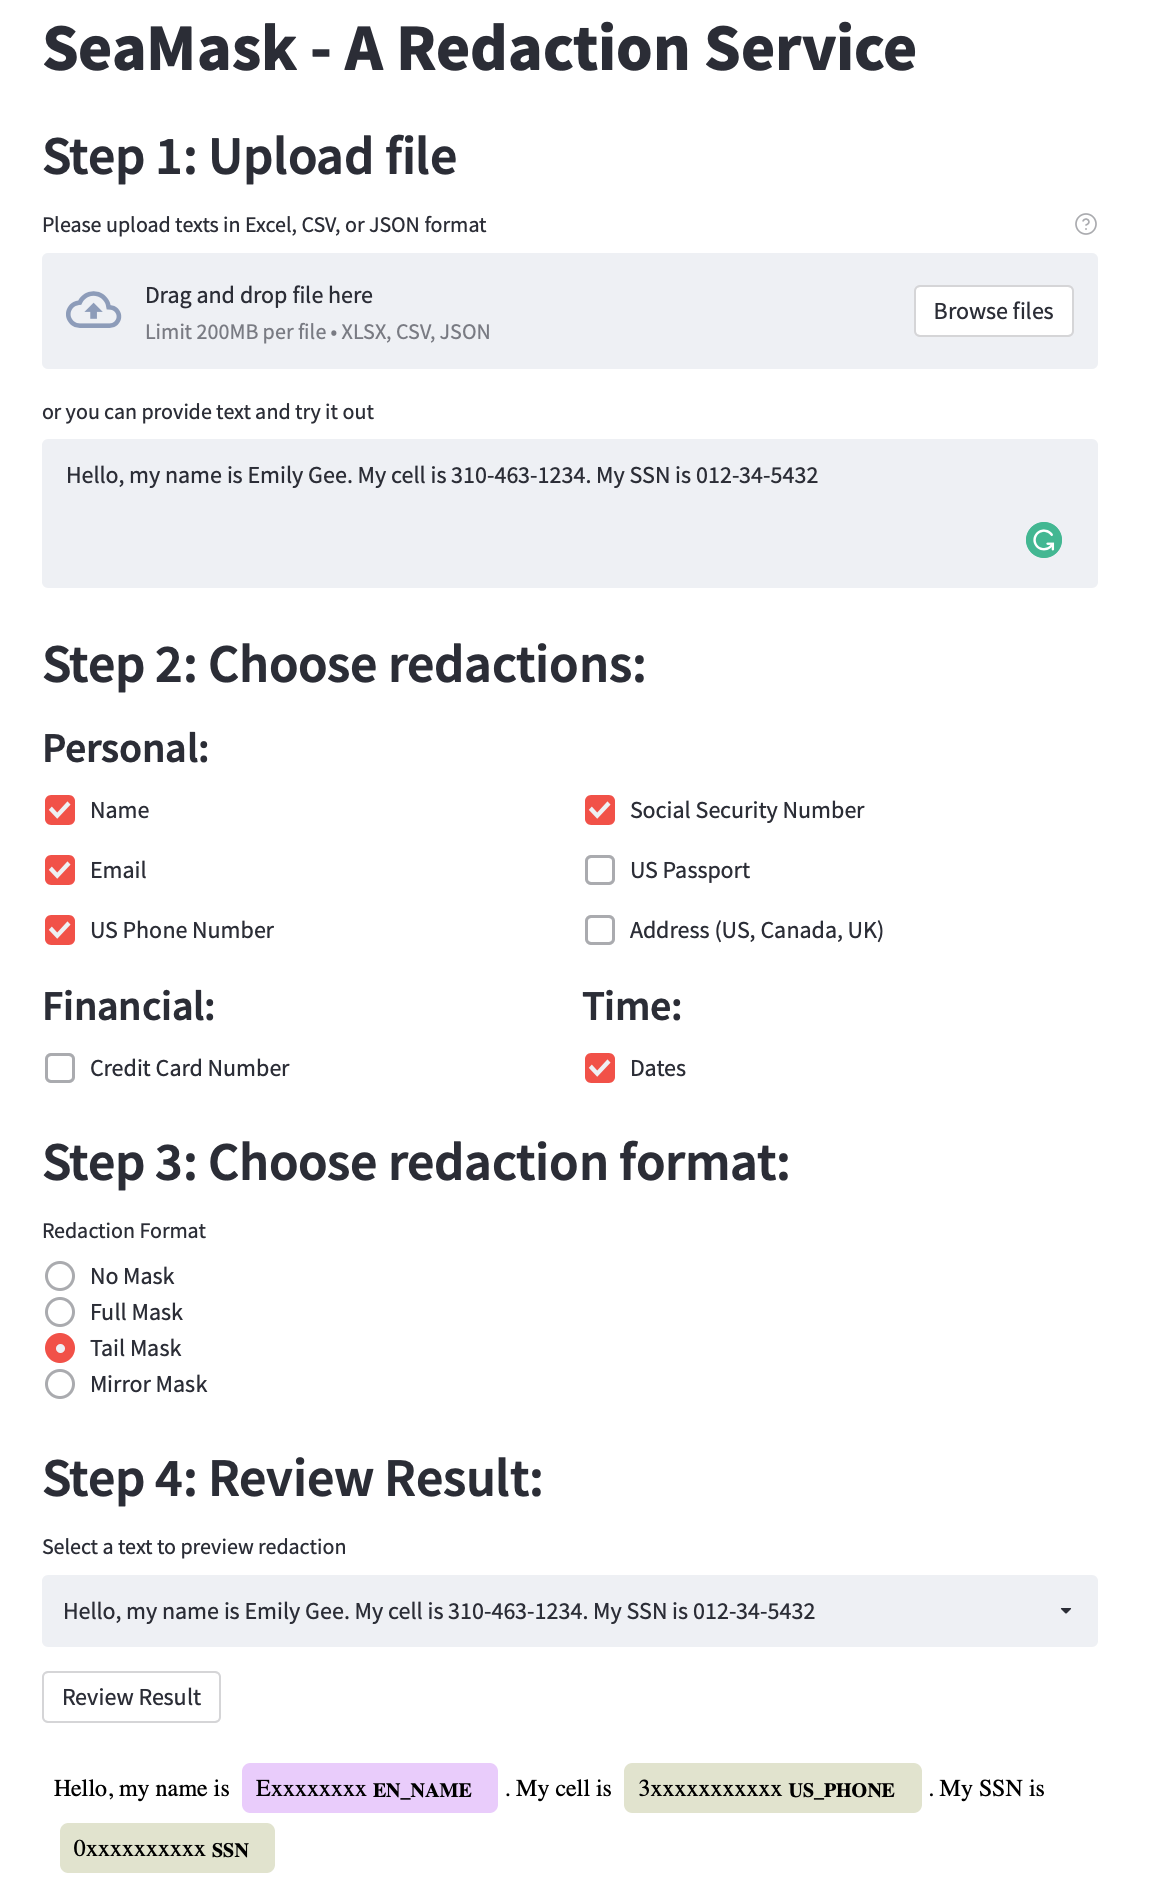 SeaMask - A Redaction Service
Step 1: Upload file
Please upload texts in Excel, CSV, or JSON format
Drag and drop file here
Limit 200MB per file • XLSX, CSV, JSON
Browse files
or you can provide text and try it out
Hello, my name is Emily Gee. My cell is 310-463-1234. My SSN is 012-34-5432
Step 2: Choose redactions:
Personal:
Name
Social Security Number
Email
US Passport
US Phone Number
Address (US, Canada, UK)
Financial:
Time:
Credit Card Number
Dates
Step 3: Choose redaction format:
Redaction Format
No Mask
Full Mask
Tail Mask
Mirror Mask
Step 4: Review Result:
Select a text to preview redaction
Hello, my name is Emily Gee. My cell is 310-463-1234. My SSN is 012-34-5432
Review Result
Hello, my name is Exxxxxxxx EN_NAME . My cell is 3xxxxxxxxxxx US_PHONE . My SSN is
0xxxxxxxxxx SSN